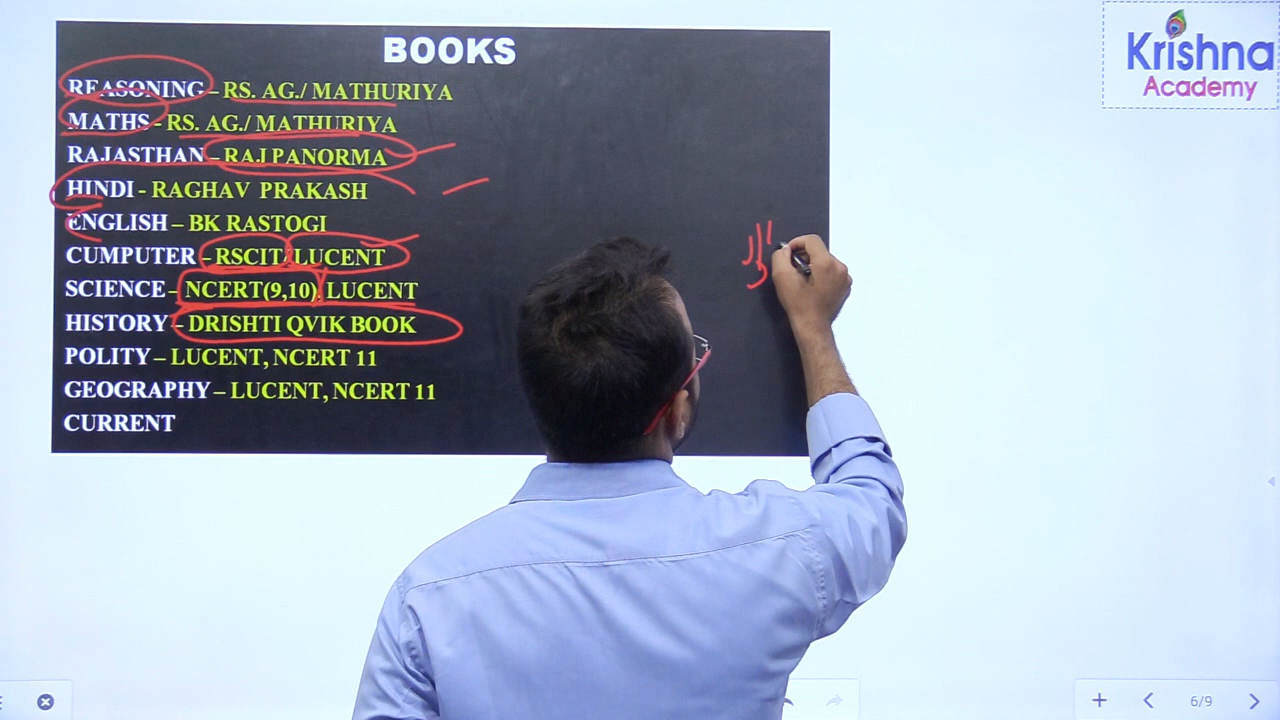 BOOKS
REASONING – RS. AG./ MATHURIYA
MATHS - RS. AG./ MATHURIYA
RAJASTHAN – RAJ PANORMA
HINDI - RAGHAV PRAKASH
ENGLISH – BK RASTOGI
CUMPUTER – RSCIT/ LUCENT
SCIENCE – NCERT(9,10) LUCENT
HISTORY – DRISHTI QVIK BOOK
POLITY – LUCENT, NCERT 11
GEOGRAPHY – LUCENT, NCERT 11
CURRENT
Krishna
Academy
6/9